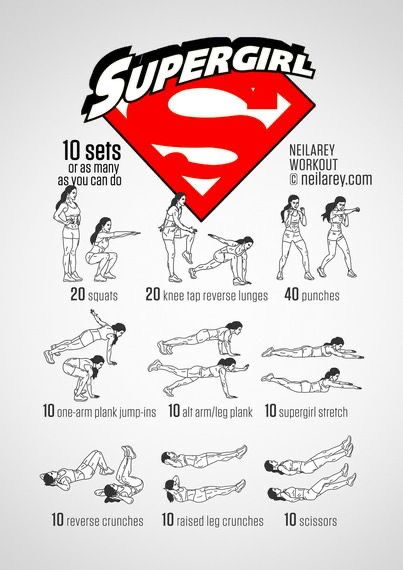 SUPERGIRL
S
10 sets
or as many
as you can do
NEILAREY
WORKOUT
© neilarey.com
20 squats
20 knee tap reverse lunges
40 punches
10 one-arm plank jump-ins
10 alt arm/leg plank
10 supergirl stretch
10 reverse crunches
10 raised leg crunches
10 scissors